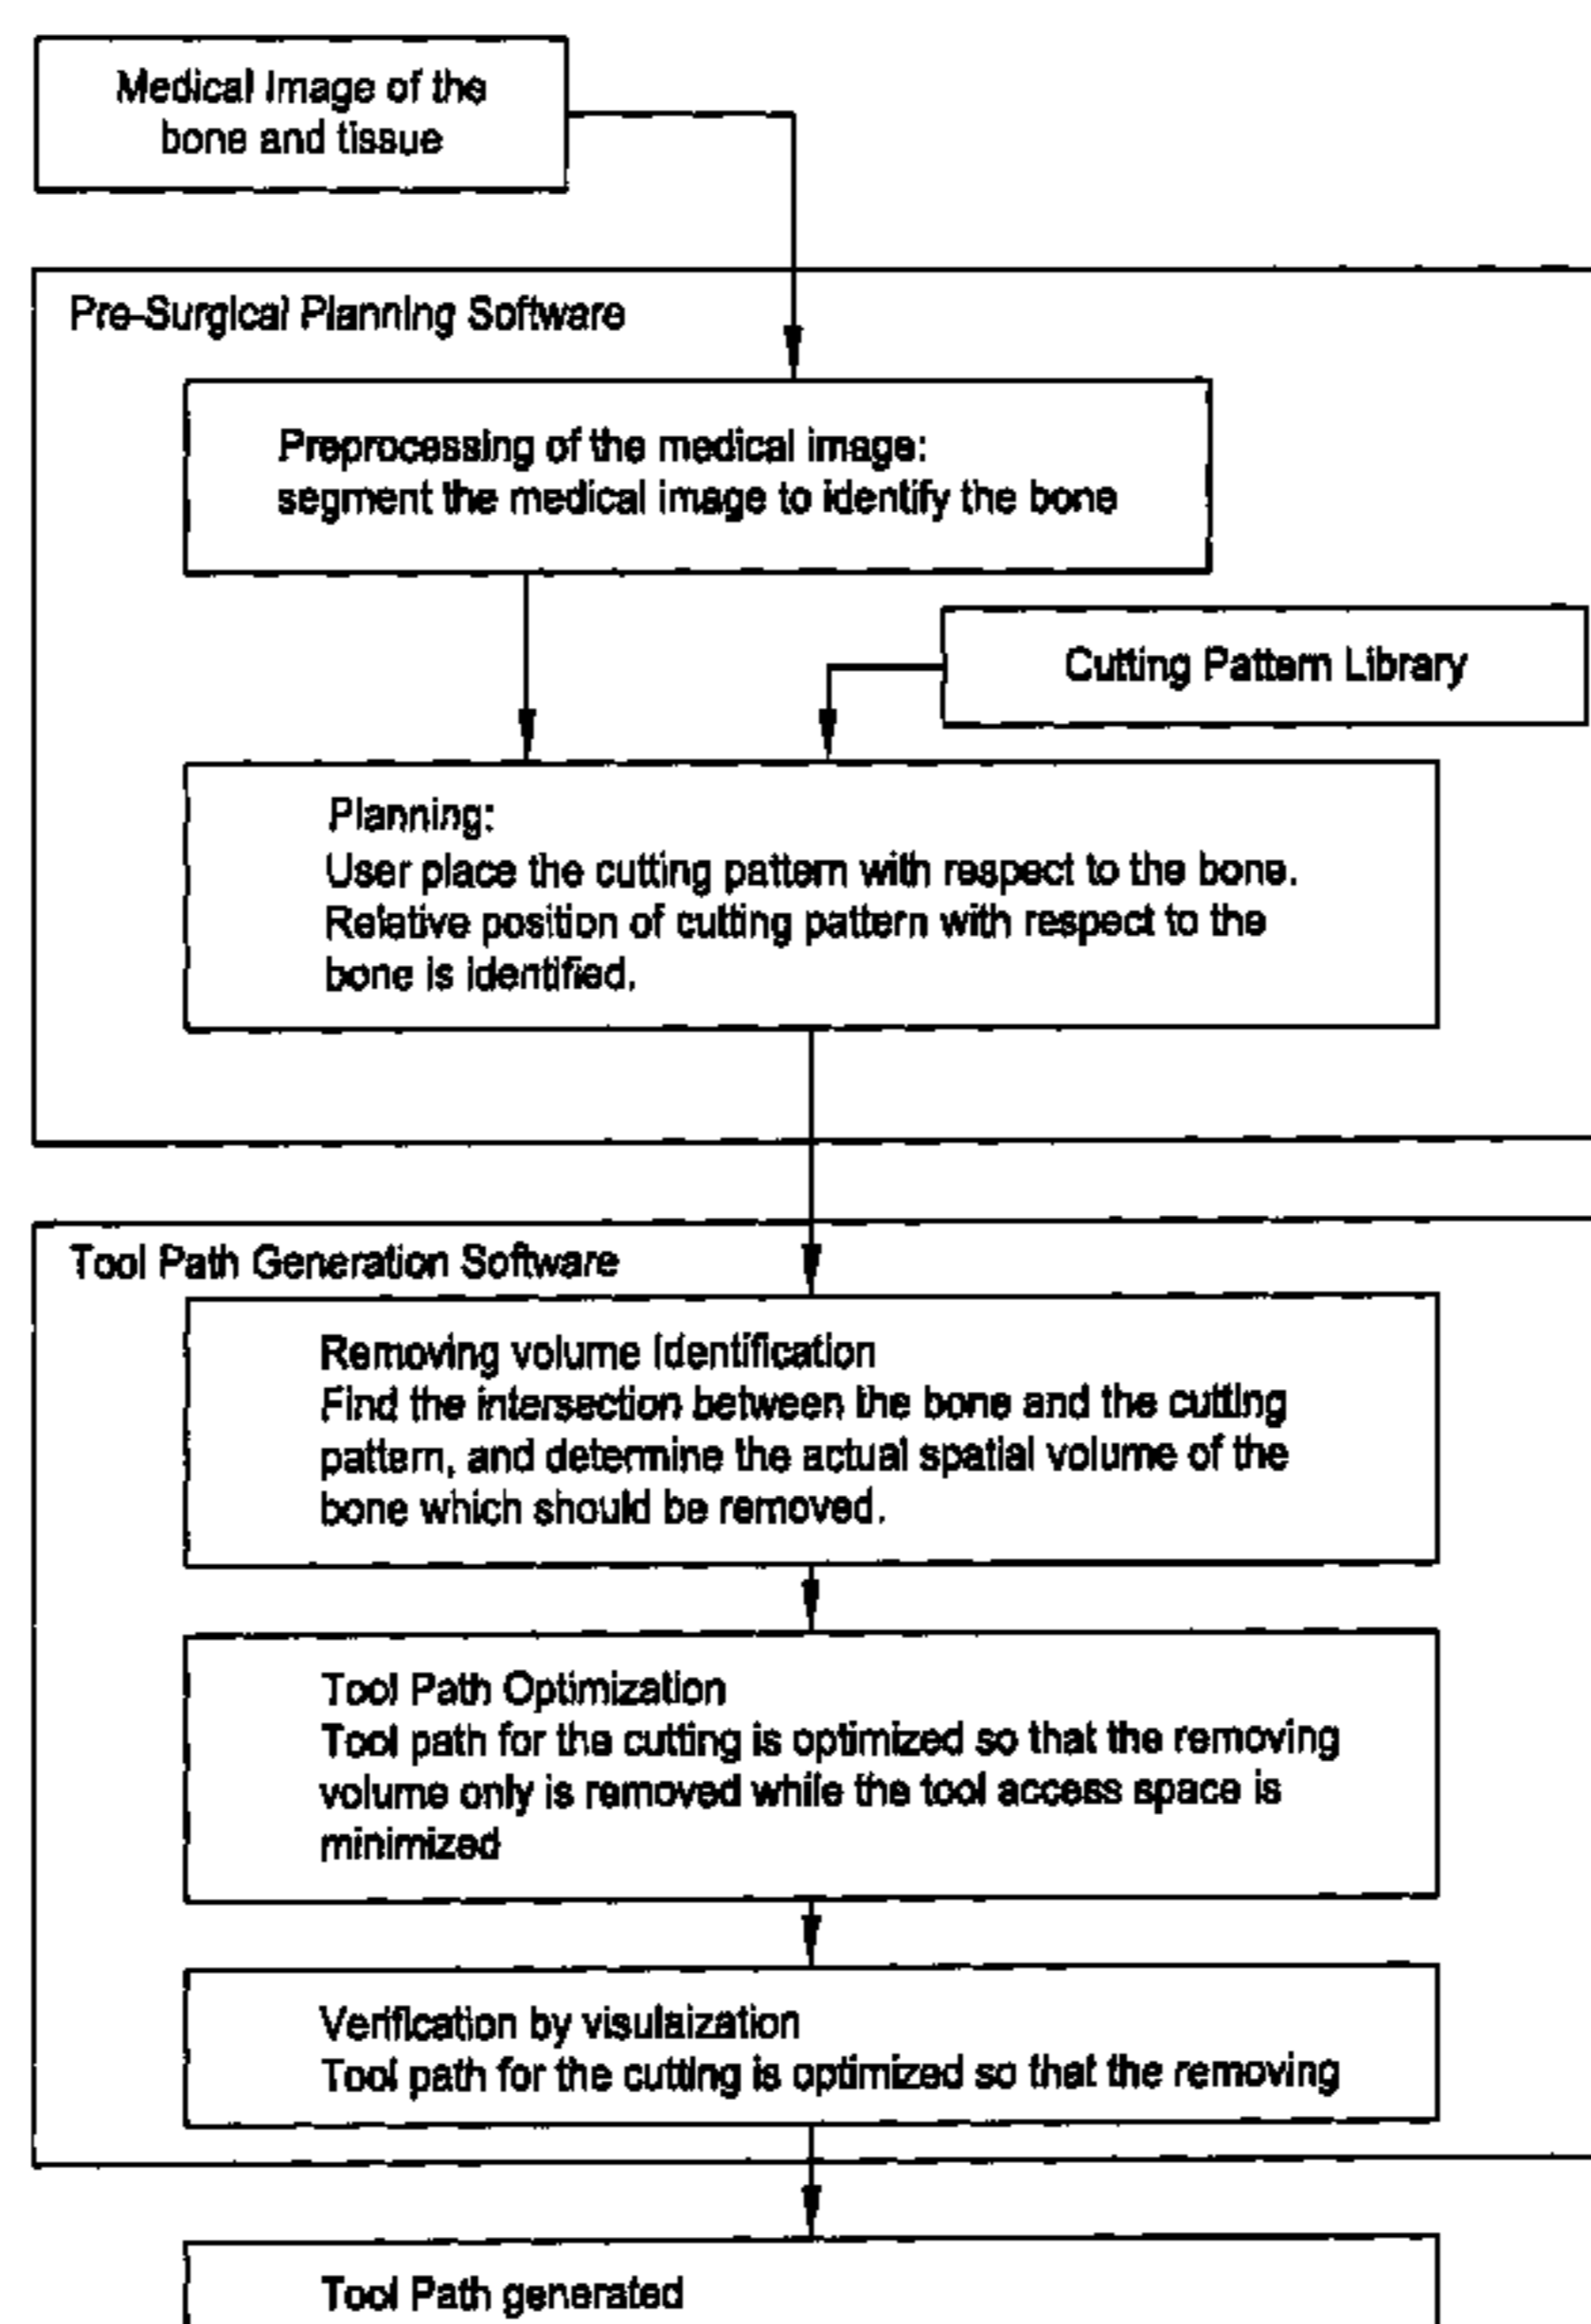 Medical Image of the
bone and tissue
Pre-Surgical Planning Software
Preprocessing of the medical image:
segment the medical image to identify the bone
Cutting Pattern Library
Planning:
User place the cutting pattern with respect to the bone.
Relative position of cutting pattern with respect to the
bone is identified.
Tool Path Generation Software
Removing volume Identification
Find the intersection between the bone and the cutting
pattern, and determine the actual spatial volume of the
bone which should be removed.
Tool Path Optimization
Tool path for the cutting is optimized so that the removing
volume only is removed while the tool access space is
minimized
Verification by visulaization
Tool path for the cutting is optimized so that the removing
Tool Path generated